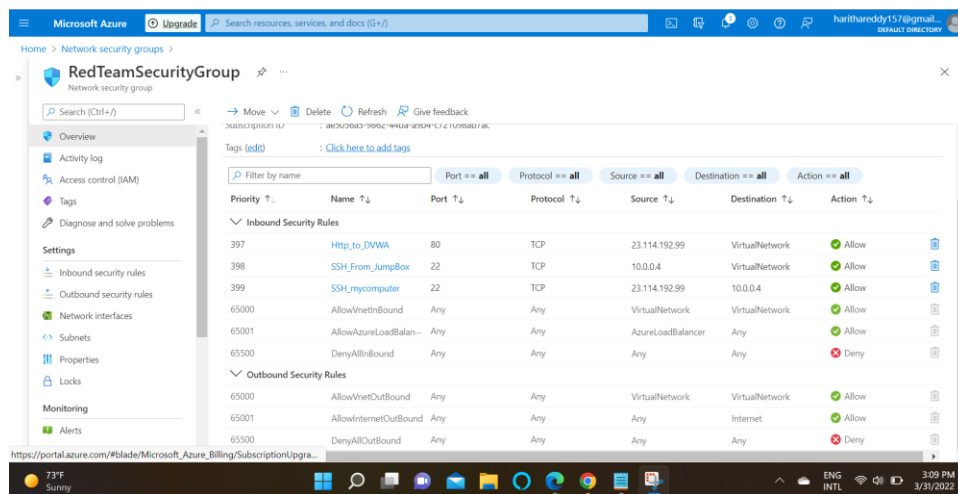 Microsoft Azure
Upgrade
Search resources, services, and docs (G+/)
3
harithareddy157@gmail...
DEFAULT DIRECTORY
Home > Network security groups >
RedTeamSecurityGroup
Network security group
Search (Ctrl+/)
Move Delete Refresh Give feedback
Subscription ID
Tags (edit) : Click here to add tags
Overview
Activity log
Access control (IAM)
Tags
Diagnose and solve problems
Settings
Inbound security rules
Outbound security rules
Network interfaces
Subnets
Properties
Locks
Monitoring
Alerts
Filter by name Port == all Protocol == all Source == all Destination == all Action == all
Priority Name Port Protocol Source Destination Action
Inbound Security Rules
397 Http_to_DVWA 80 TCP 23.114.192.99 VirtualNetwork Allow
398 SSH_From_JumpBox 22 TCP 10.0.0.4 VirtualNetwork Allow
399 SSH_mycomputer 22 TCP 23.114.192.99 10.0.0.4 Allow
65000 AllowVnetInBound Any Any VirtualNetwork VirtualNetwork Allow
65001 AllowAzureLoadBalan... Any Any AzureLoadBalancer Any Allow
65500 DenyAllInBound Any Any Any Any Deny
Outbound Security Rules
65000 AllowVnetOutBound Any Any VirtualNetwork VirtualNetwork Allow
65001 AllowInternetOutBound Any Any Any Internet Allow
65500 DenyAllOutBound Any Any Any Any Deny
https://portal.azure.com/#blade/Microsoft_Azure_Billing/SubscriptionUpgra...
73°F
Sunny
ENG
INTL
3:09 PM
3/31/2022